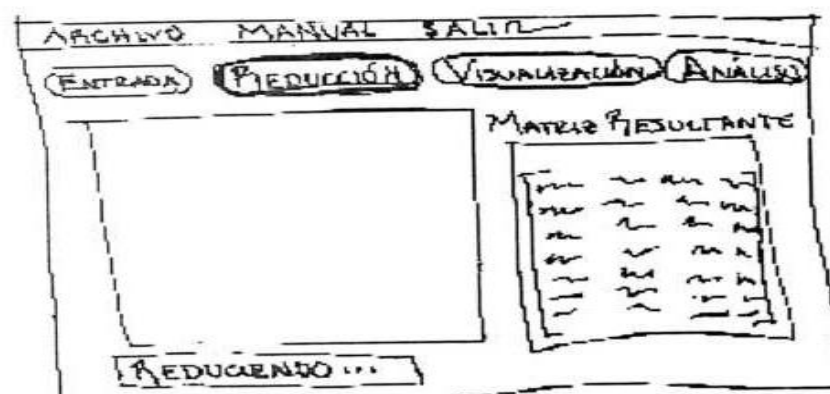 ARCHIVO MANUAL SALIR
ENTRADA REDUCCIÓN VISUALIZACIÓN ANÁLISIS
MATRIZ RESULTANTE
REDUCIENDO...